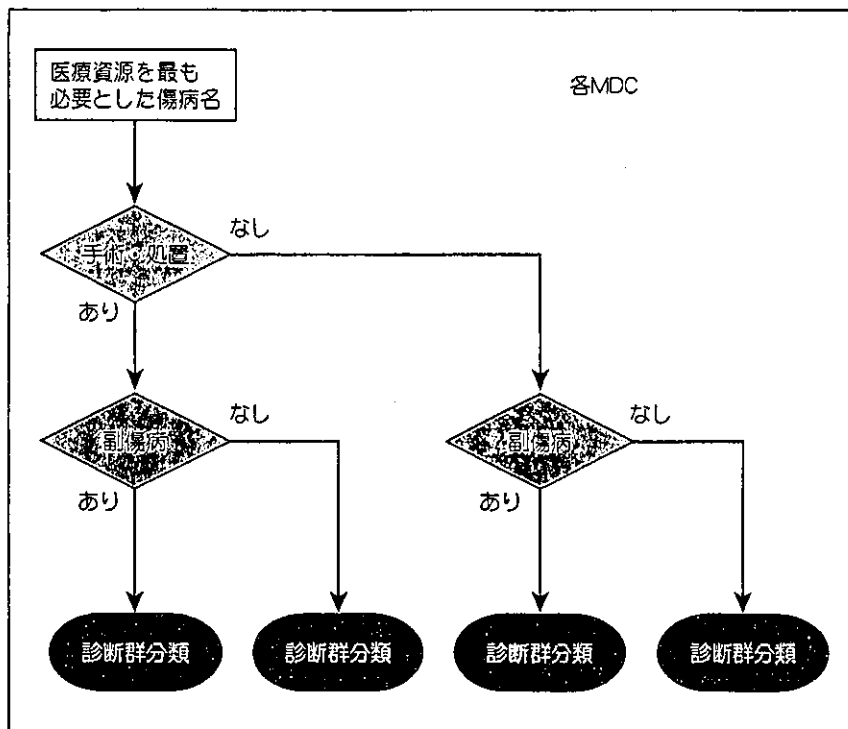 医療資源を最も
必要とした傷病名
各MDC
手術・処置
なし
あり
副傷病
なし
あり
副傷病
なし
あり
診断群分類
診断群分類
診断群分類
診断群分類